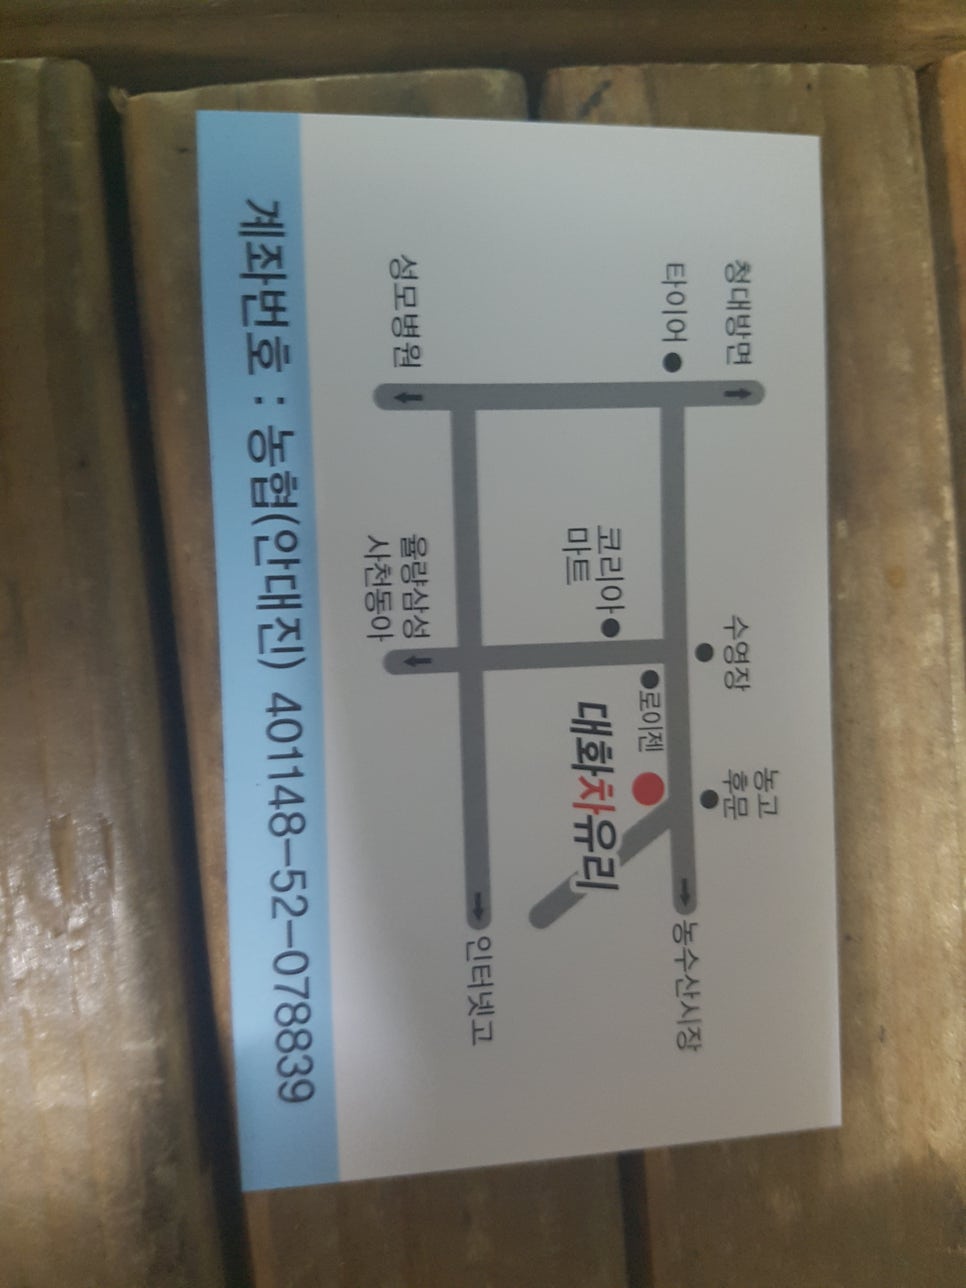 청대방면
타이어
수영장
농고
후문
농수산시장
코리아
마트
로이젠
대화차유리
성모병원
율량삼성
사천동아
인터넷고
계좌번호 : 농협(안대진) 401148-52-078839